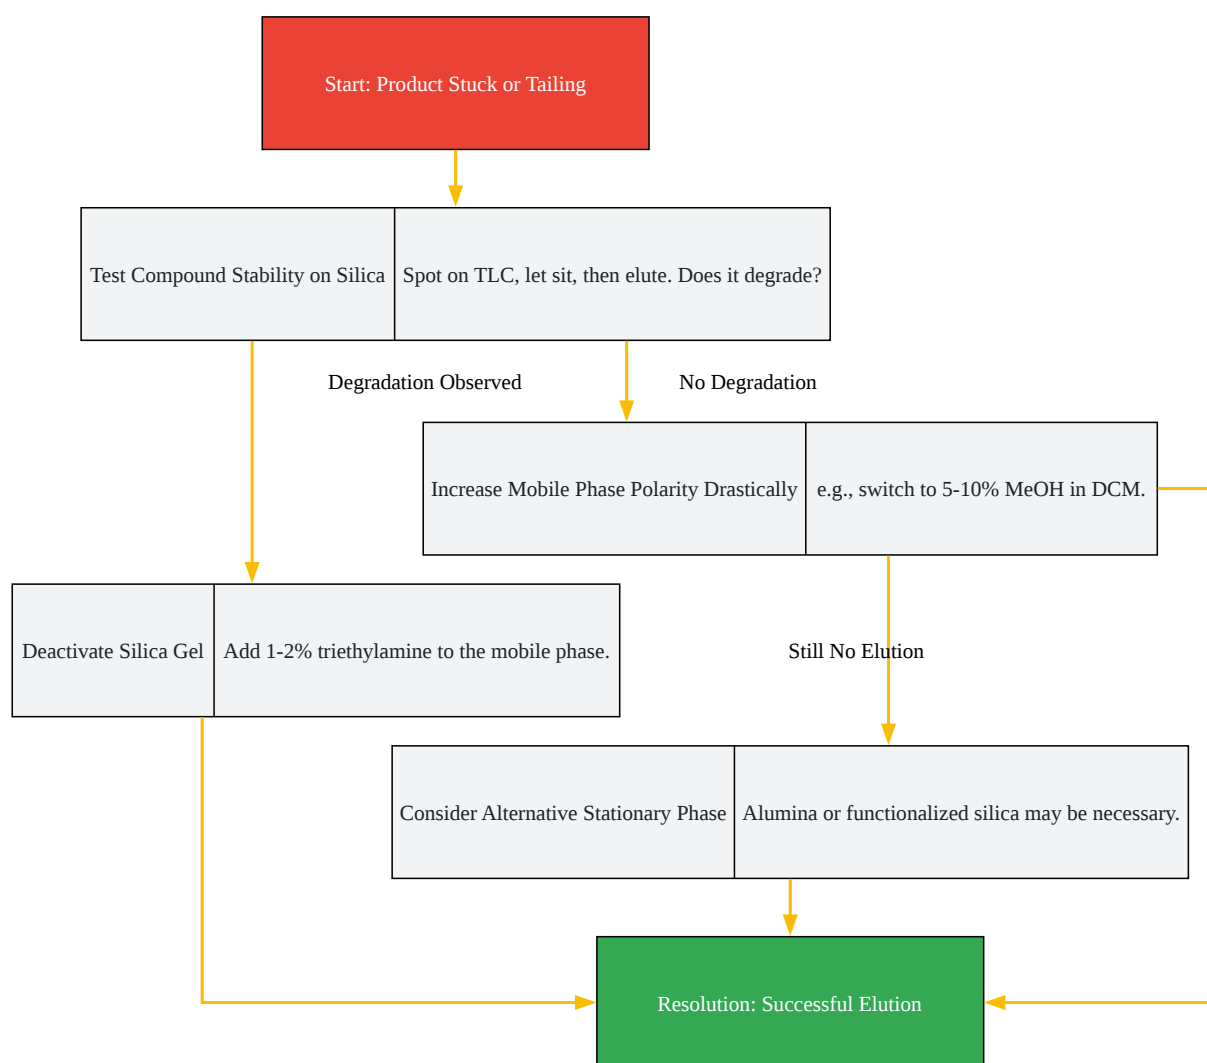 Start: Product Stuck or Tailing
Test Compound Stability on Silica
Spot on TLC, let sit, then elute. Does it degrade?
Degradation Observed
No Degradation
Increase Mobile Phase Polarity Drastically
e.g., switch to 5-10% MeOH in DCM.
Deactivate Silica Gel
Add 1-2% triethylamine to the mobile phase.
Still No Elution
Consider Alternative Stationary Phase
Alumina or functionalized silica may be necessary.
Resolution: Successful Elution